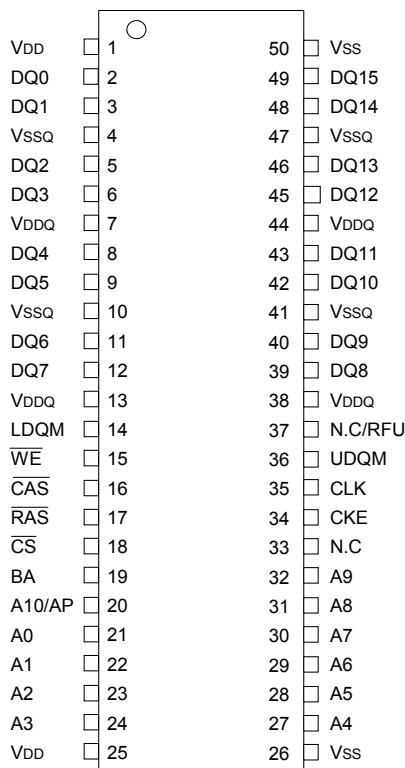 VDD 1 50 VSS
DQ0 2 49 DQ15
DQ1 3 48 DQ14
VSSQ 4 47 VSSQ
DQ2 5 46 DQ13
DQ3 6 45 DQ12
VDDQ 7 44 VDDQ
DQ4 8 43 DQ11
DQ5 9 42 DQ10
VSSQ 10 41 VSSQ
DQ6 11 40 DQ9
DQ7 12 39 DQ8
VDDQ 13 38 VDDQ
LDQM 14 37 N.C/RFU
W̅E̅ 15 36 UDQM
C̅A̅S̅ 16 35 CLK
R̅A̅S̅ 17 34 CKE
C̅S̅ 18 33 N.C
BA 19 32 A9
A10/AP 20 31 A8
A0 21 30 A7
A1 22 29 A6
A2 23 28 A5
A3 24 27 A4
VDD 25 26 VSS